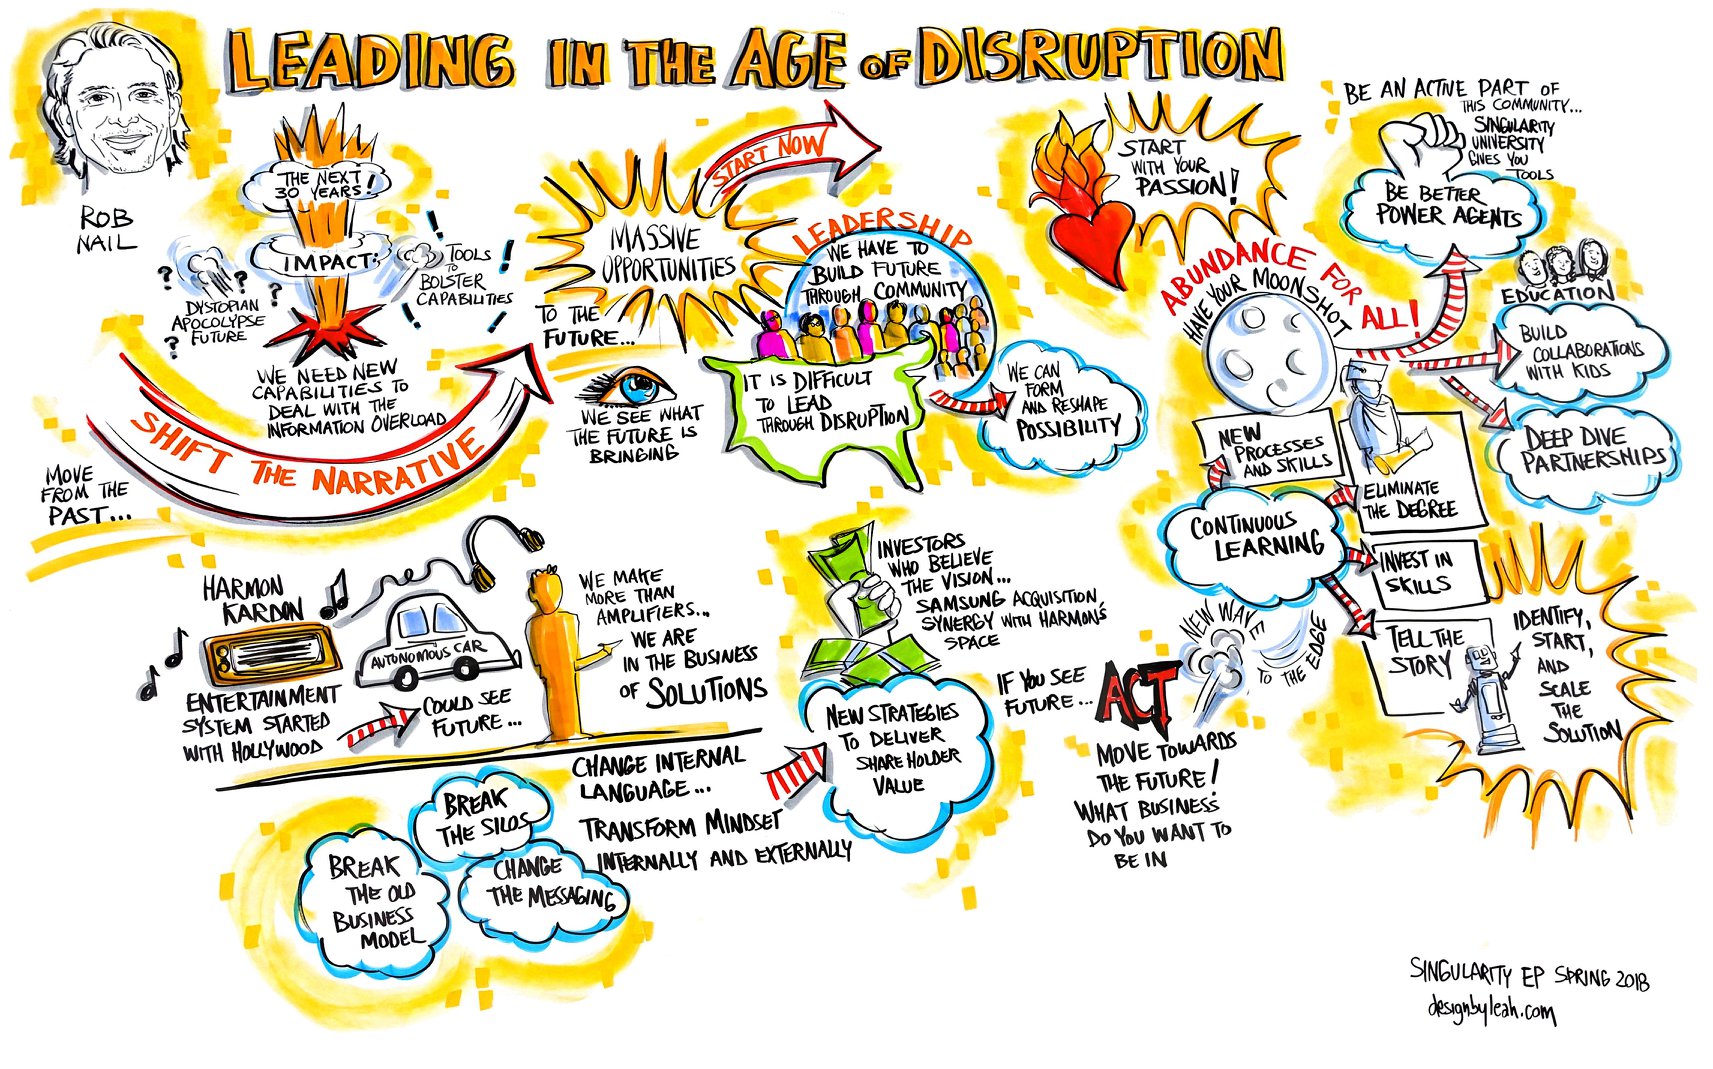 LEADING IN THE AGE OF DISRUPTION
ROB
NAIL
THE NEXT
30 YEARS!
IMPACT:
DYSTOPIAN
APOCOLYPSE
FUTURE
TOOLS
TO
BOLSTER
CAPABILITIES
WE NEED NEW
CAPABILITIES TO
DEAL WITH THE
INFORMATION OVERLOAD
SHIFT THE NARRATIVE
MOVE
FROM THE
PAST...
TO THE
FUTURE...
MASSIVE
OPPORTUNITIES
START NOW
WE SEE WHAT
THE FUTURE IS
BRINGING
LEADERSHIP
WE HAVE TO
BUILD FUTURE
THROUGH COMMUNITY
IT IS DIFFICULT
TO LEAD
THROUGH DISRUPTION
WE CAN
FORM
AND RESHAPE
POSSIBILITY
START
WITH YOUR
PASSION!
ABUNDANCE FOR ALL!
HAVE YOUR MOONSHOT
BE AN ACTIVE PART OF
THIS COMMUNITY...
SINGULARITY
UNIVERSITY
GIVES YOU
TOOLS
BE BETTER
POWER AGENTS
EDUCATION
BUILD
COLLABORATIONS
WITH KIDS
DEEP DIVE
PARTNERSHIPS
NEW
PROCESSES
AND SKILLS
CONTINUOUS
LEARNING
ELIMINATE
THE DEGREE
INVEST IN
SKILLS
TELL THE
STORY
IDENTIFY,
START,
AND
SCALE
THE
SOLUTION
HARMON
KARDON
ENTERTAINMENT
SYSTEM STARTED
WITH HOLLYWOOD
AUTONOMOUS CAR
COULD SEE
FUTURE...
WE MAKE
MORE THAN
AMPLIFIERS...
WE ARE
IN THE BUSINESS
OF SOLUTIONS
INVESTORS
WHO BELIEVE
THE VISION...
SAMSUNG ACQUISITION,
SYNERGY WITH HARMON'S
SPACE
NEW STRATEGIES
TO DELIVER
SHARE HOLDER
VALUE
CHANGE INTERNAL
LANGUAGE...
TRANSFORM MINDSET
INTERNALLY AND EXTERNALLY
BREAK
THE SILOS
BREAK
THE OLD
BUSINESS
MODEL
CHANGE
THE MESSAGING
IF YOU SEE
FUTURE...
ACT
NEW WAVE
TO THE EDGE
MOVE TOWARDS
THE FUTURE!
WHAT BUSINESS
DO YOU WANT TO
BE IN
SINGULARITY EP SPRING 2018
designbyleah.com